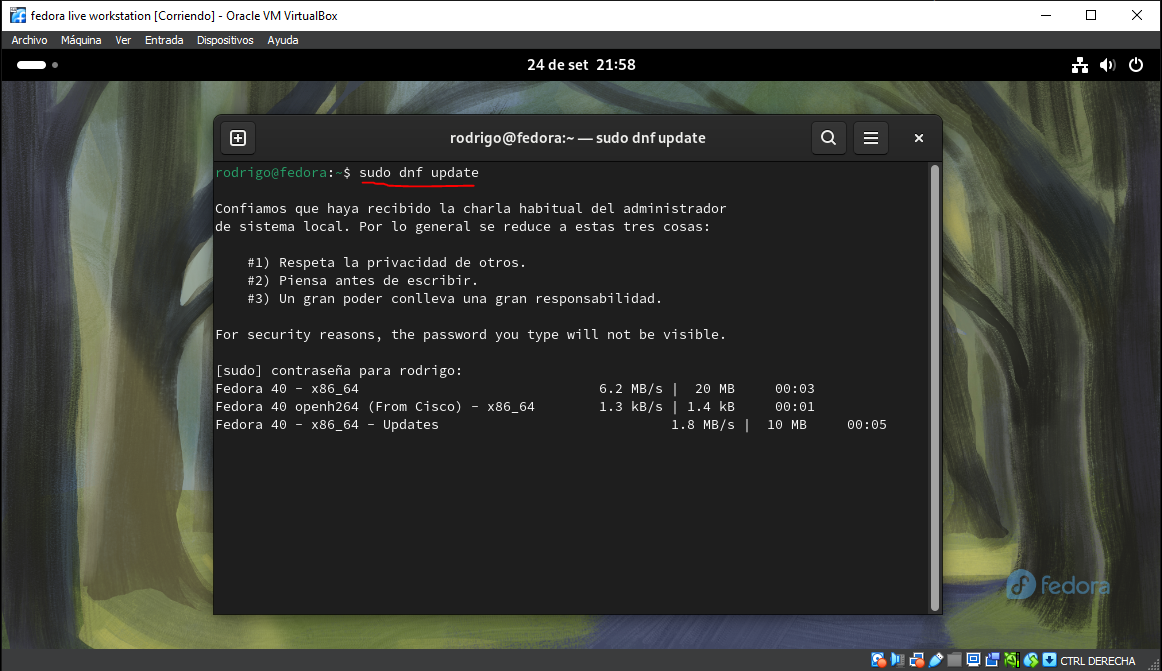 fedora live workstation [Corriendo] - Oracle VM VirtualBox
Archivo Máquina Ver Entrada Dispositivos Ayuda
24 de set 21:58
rodrigo@fedora:~ — sudo dnf update
rodrigo@fedora:~$ sudo dnf update
Confiamos que haya recibido la charla habitual del administrador
de sistema local. Por lo general se reduce a estas tres cosas:
#1) Respeta la privacidad de otros.
#2) Piensa antes de escribir.
#3) Un gran poder conlleva una gran responsabilidad.
For security reasons, the password you type will not be visible.
[sudo] contraseña para rodrigo:
Fedora 40 - x86_64 6.2 MB/s | 20 MB 00:03
Fedora 40 openh264 (From Cisco) - x86_64 1.3 kB/s | 1.4 kB 00:01
Fedora 40 - x86_64 - Updates 1.8 MB/s | 10 MB 00:05
fedora
CTRL DERECHA